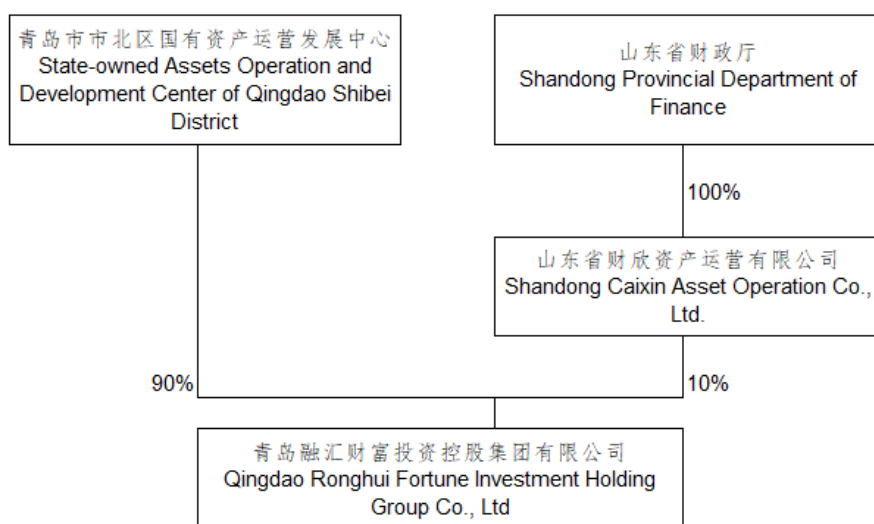 青岛市市北区国有资产运营发展中心
State-owned Assets Operation and
Development Center of Qingdao Shibei
District
山东省财政厅
Shandong Provincial Department of
Finance
100%
山东省财欣资产运营有限公司
Shandong Caixin Asset Operation Co.,
Ltd.
90%
10%
青岛融汇财富投资控股集团有限公司
Qingdao Ronghui Fortune Investment Holding
Group Co., Ltd